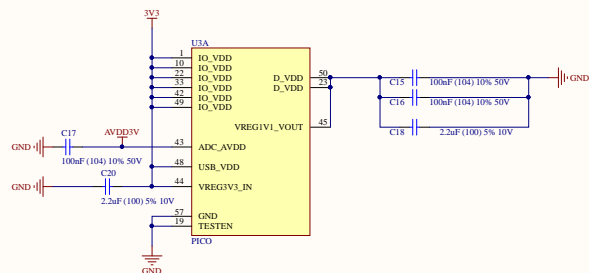 3V3
U3A
1 IO_VDD
10 IO_VDD
22 IO_VDD
33 IO_VDD
42 IO_VDD
49 IO_VDD
D_VDD 50
D_VDD 23
VREG1V1_VOUT 45
C15 100nF (104) 10% 50V
C16 100nF (104) 10% 50V
C18 2.2uF (100) 5% 10V
GND
C17
AVDD3V
GND
43 ADC_AVDD
100nF (104) 10% 50V
48 USB_VDD
C20
GND
44 VREG3V3_IN
2.2uF (100) 5% 10V
57 GND
19 TESTEN
PICO
GND